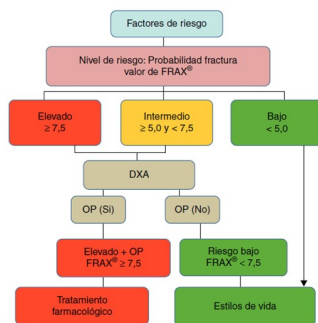 Factores de riesgo
Nivel de riesgo: Probabilidad fractura
valor de FRAX®
Elevado
≥ 7,5
Intermedio
≥ 5,0 y < 7,5
Bajo
< 5,0
DXA
OP (Si)
OP (No)
Elevado + OP
FRAX® ≥ 7,5
Riesgo bajo
FRAX® < 7,5
Tratamiento
farmacológico
Estilos de vida